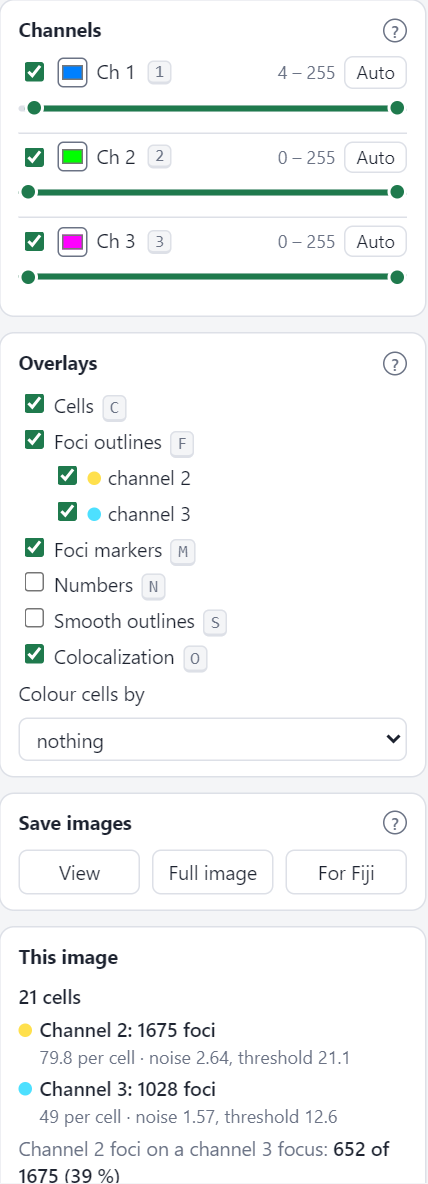 Channels ?
Ch 1 1 4 – 255 Auto
Ch 2 2 0 – 255 Auto
Ch 3 3 0 – 255 Auto
Overlays ?
Cells C
Foci outlines F
channel 2
channel 3
Foci markers M
Numbers N
Smooth outlines S
Colocalization O
Colour cells by
nothing
Save images ?
View Full image For Fiji
This image
21 cells
Channel 2: 1675 foci
79.8 per cell · noise 2.64, threshold 21.1
Channel 3: 1028 foci
49 per cell · noise 1.57, threshold 12.6
Channel 2 foci on a channel 3 focus: 652 of
1675 (39 %)